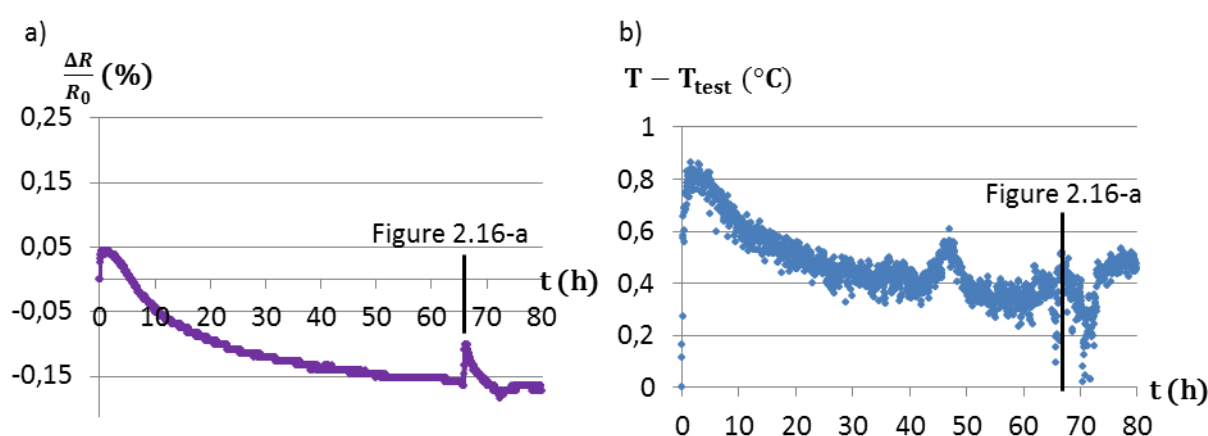 a)
ΔR/R₀ (%)
0,25
0,15
0,05
-0,05
-0,15
0 10 20 30 40 50 60 70 80
t (h)
Figure 2.16-a
b)
T − T_test (°C)
1
0,8
0,6
0,4
0,2
0
0 10 20 30 40 50 60 70 80
t (h)
Figure 2.16-a